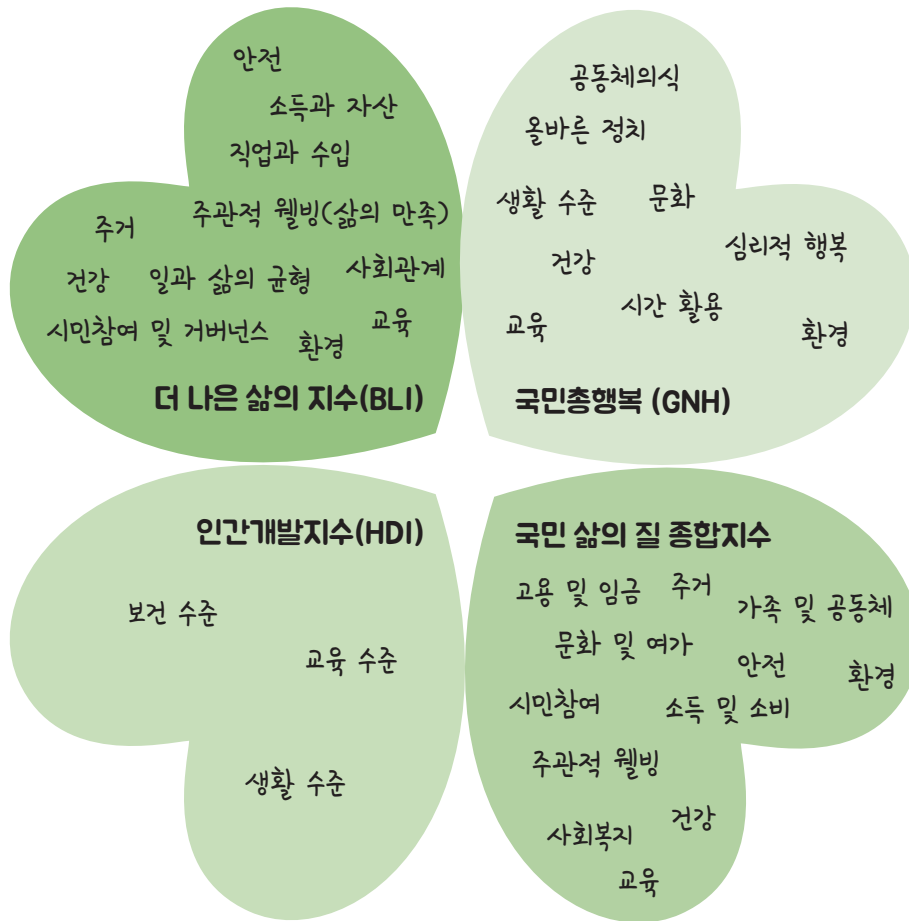 안전
소득과 자산
직업과 수입
주관적 웰빙(삶의 만족)
주거
건강
일과 삶의 균형
사회관계
시민참여 및 거버넌스
환경
교육
더 나은 삶의 지수(BLI)
공동체의식
올바른 정치
생활 수준
문화
심리적 행복
건강
시간 활용
교육
환경
국민총행복 (GNH)
인간개발지수(HDI)
보건 수준
교육 수준
생활 수준
국민 삶의 질 종합지수
고용 및 임금
주거
가족 및 공동체
문화 및 여가
안전
환경
시민참여
소득 및 소비
주관적 웰빙
건강
사회복지
교육